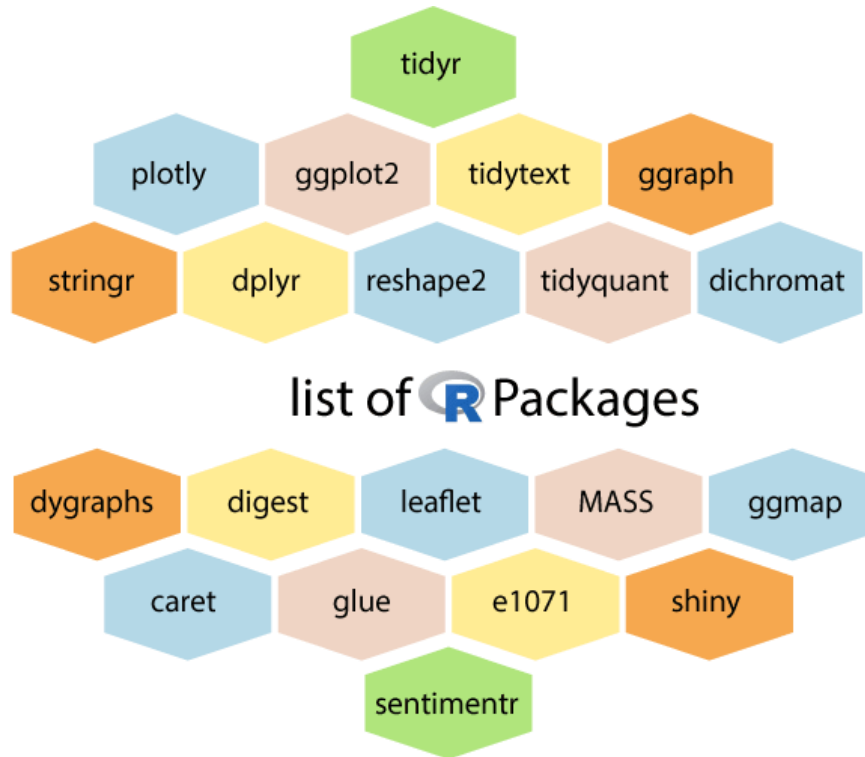 tidyr
plotly ggplot2 tidytext ggraph
stringr dplyr reshape2 tidyquant dichromat
list of R Packages
dygraphs digest leaflet MASS ggmap
caret glue e1071 shiny
sentimentr